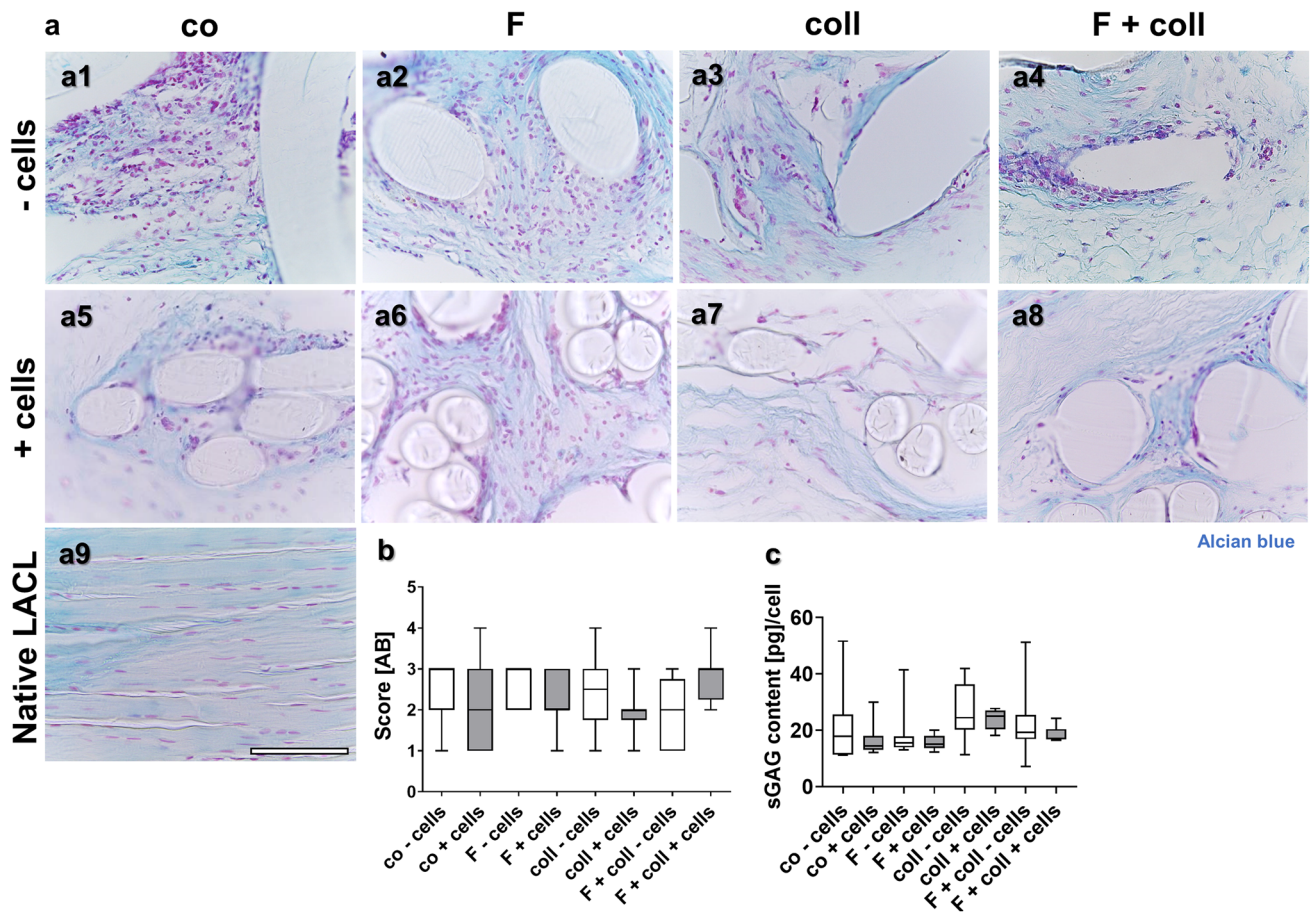 a co F coll F + coll
- cells
a1 a2 a3 a4
+ cells
a5 a6 a7 a8
Alcian blue
Native LACL
a9
b
Score [AB]
5
4
3
2
1
0
co - cells
co + cells
F - cells
F + cells
coll - cells
coll + cells
F + coll - cells
F + coll + cells
c
sGAG content [pg]/cell
60
40
20
0
co - cells
co + cells
F - cells
F + cells
coll - cells
coll + cells
F + coll - cells
F + coll + cells